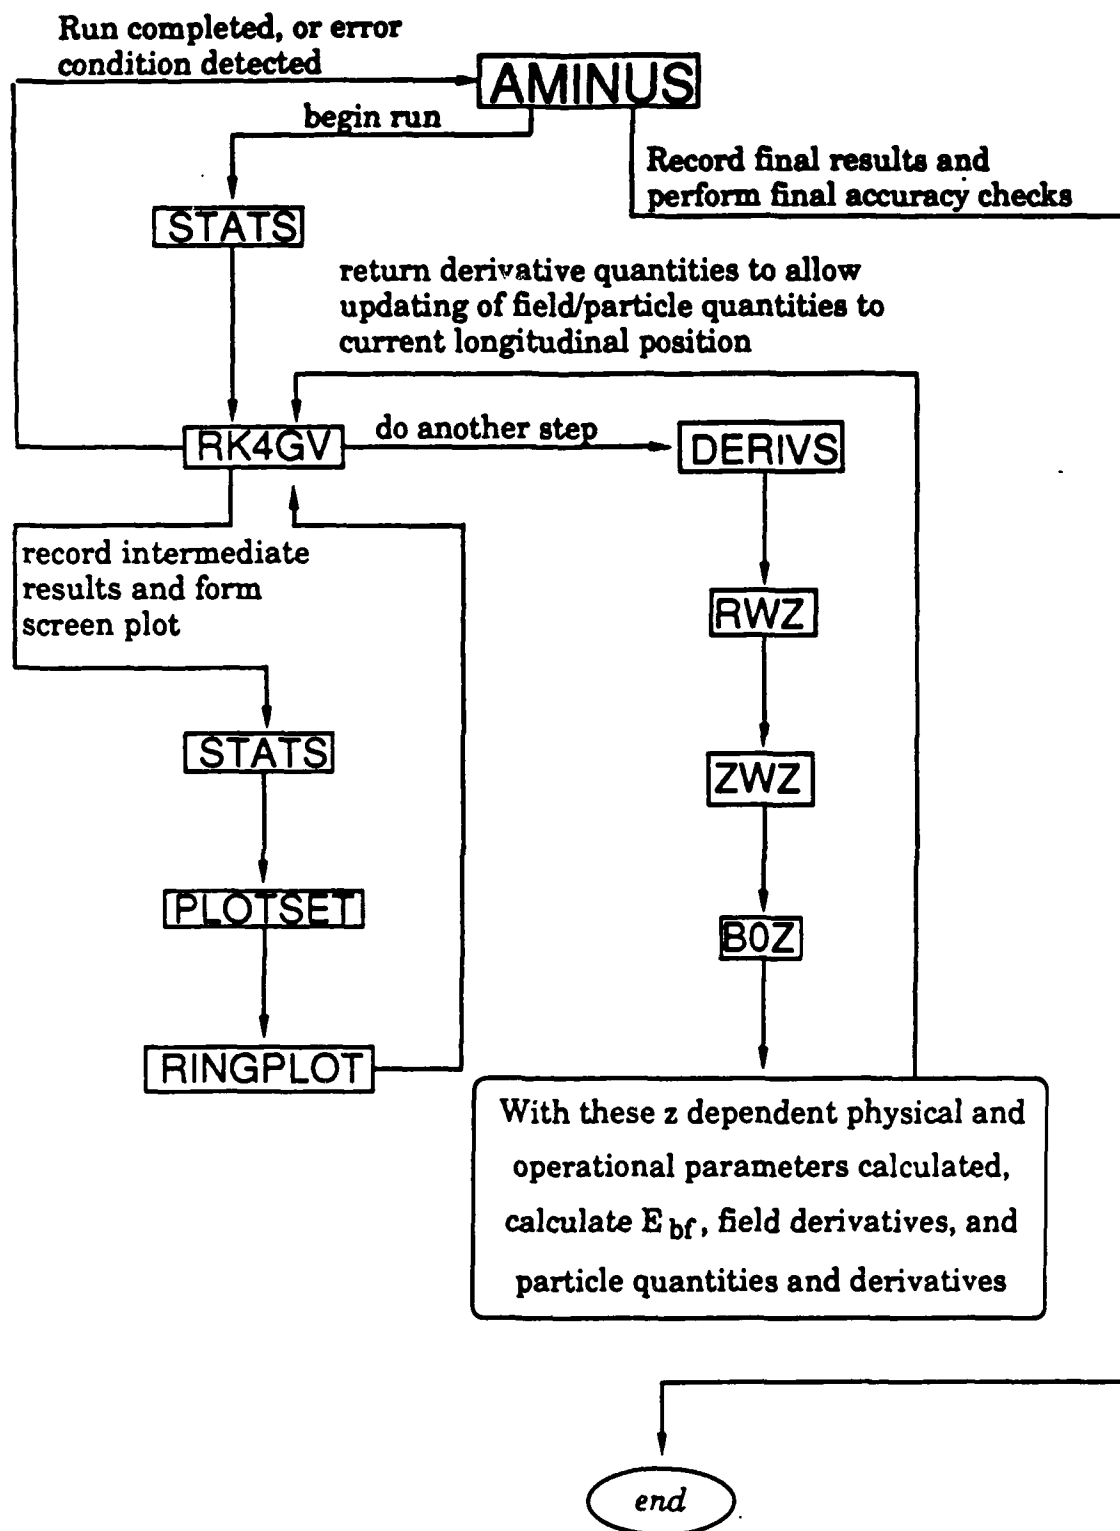 Run completed, or error
condition detected
AMINUS
begin run
Record final results and
perform final accuracy checks
STATS
return derivative quantities to allow
updating of field/particle quantities to
current longitudinal position
RK4GV
do another step
DERIVS
record intermediate
results and form
screen plot
RWZ
STATS
ZWZ
PLOTSET
B0Z
RINGPLOT
With these z dependent physical and
operational parameters calculated,
calculate E bf, field derivatives, and
particle quantities and derivatives
end